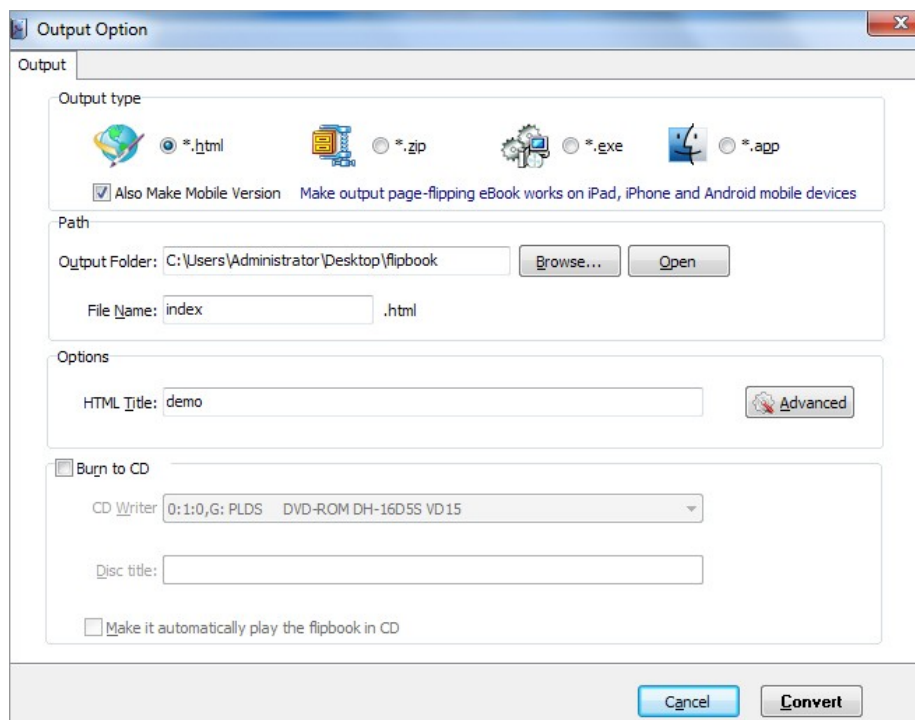 Output Option
X
Output
Output type
*.html
*.zip
*.exe
*.app
Also Make Mobile Version Make output page-flipping eBook works on iPad, iPhone and Android mobile devices
Path
Output Folder: C:\Users\Administrator\Desktop\flipbook Browse... Open
File Name: index .html
Options
HTML Title: demo Advanced
Burn to CD
CD Writer 0:1:0,G: PLDS DVD-ROM DH-16D5S VD15
Disc title:
Make it automatically play the flipbook in CD
Cancel Convert